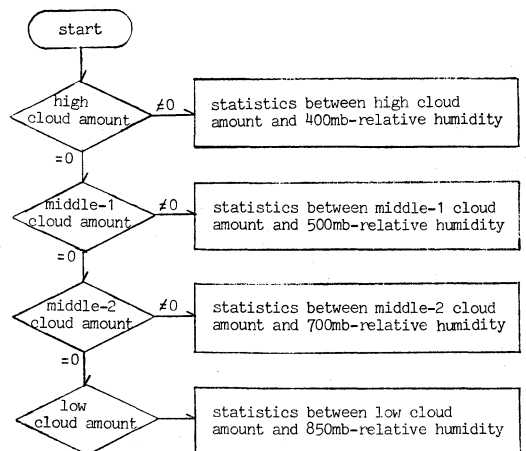 start
high
cloud amount
≠0
statistics between high cloud
amount and 400mb-relative humidity
=0
middle-1
cloud amount
≠0
statistics between middle-1 cloud
amount and 500mb-relative humidity
=0
middle-2
cloud amount
≠0
statistics between middle-2 cloud
amount and 700mb-relative humidity
=0
low
cloud amount
statistics between low cloud
amount and 850mb-relative humidity